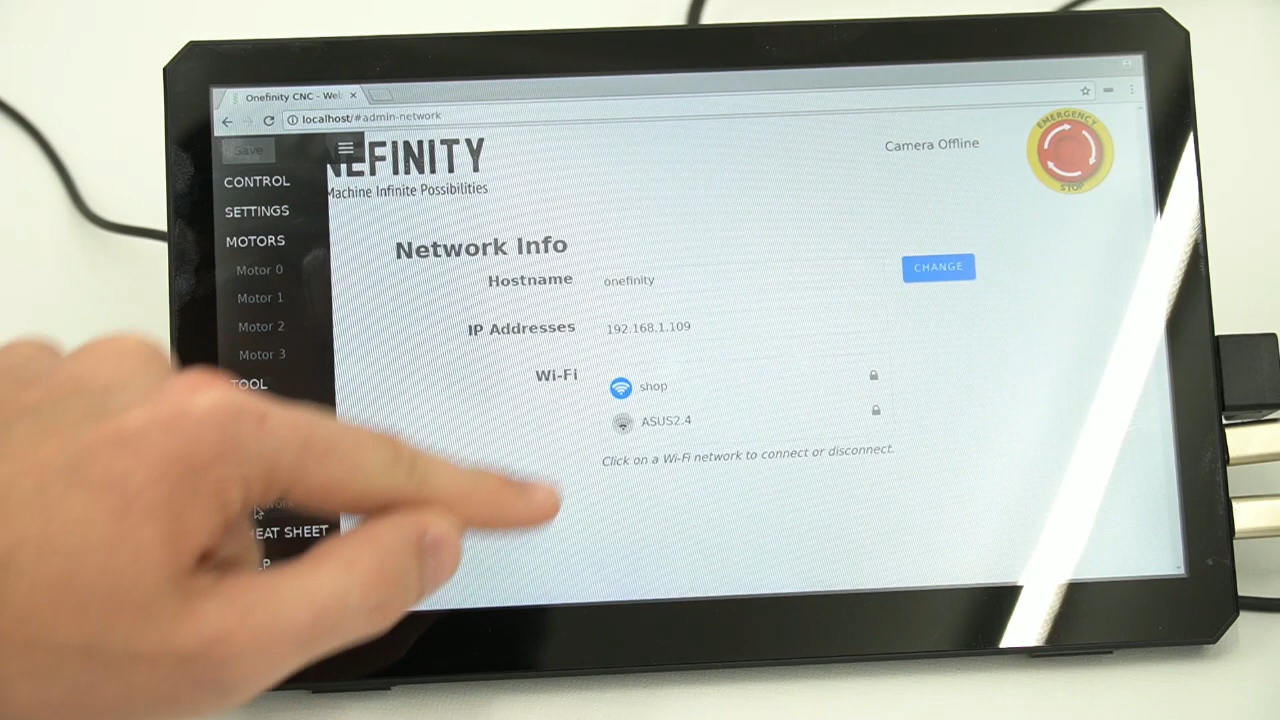 Onefinity CNC - Web
localhost/#admin-network
Save
NEFINITY
Machine Infinite Possibilities
Camera Offline
EMERGENCY
STOP
CONTROL
SETTINGS
MOTORS
Motor 0
Motor 1
Motor 2
Motor 3
TOOL
EAT SHEET
LP
Network Info
Hostname
onefinity
CHANGE
IP Addresses
192.168.1.109
Wi-Fi
shop
ASUS2.4
Click on a Wi-Fi network to connect or disconnect.